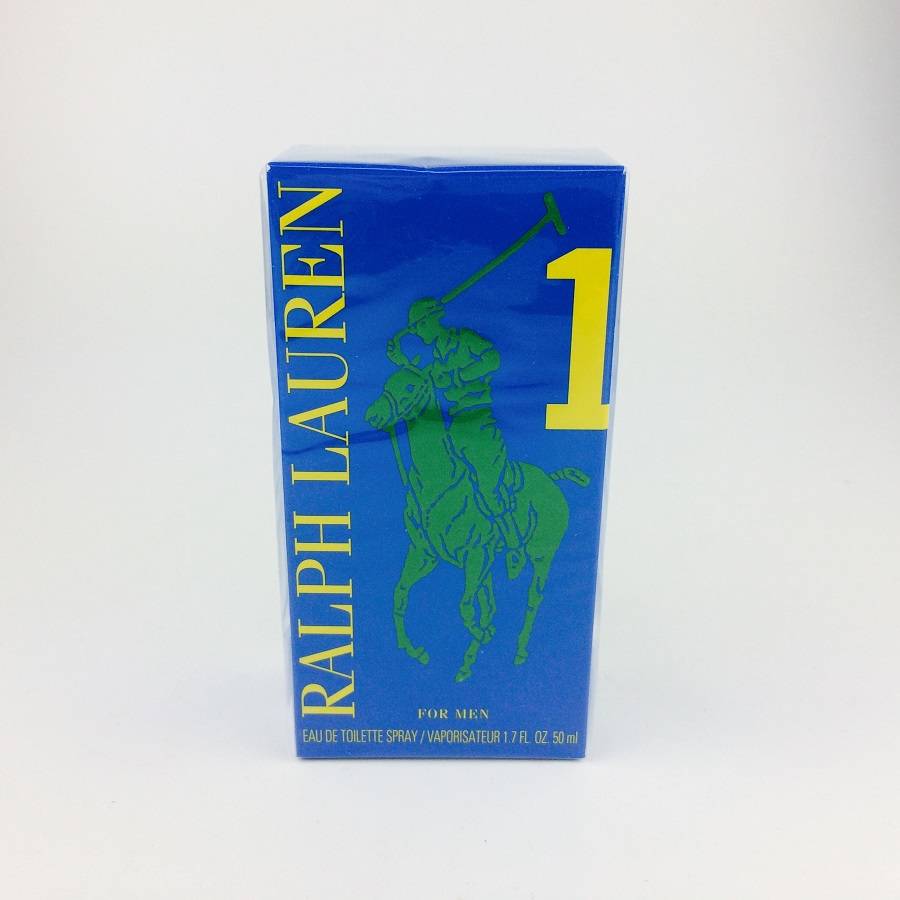 RALPH LAUREN
1
FOR MEN
EAU DE TOILETTE SPRAY / VAPORISATEUR 1.7 FL. OZ. 50 ml